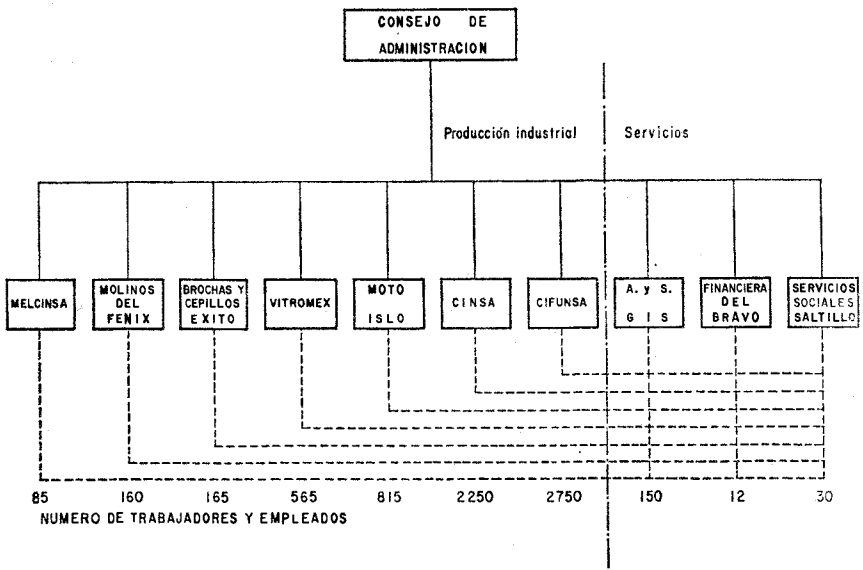 CONSEJO DE
ADMINISTRACION
Producción industrial
Servicios
MELCINSA
MOLINOS
DEL
FENIX
BROCHAS Y
CEPILLOS
EXITO
VITROMEX
MOTO
ISLO
CINSA
CIFUNSA
A. y S.
G I S
FINANCIERA
DEL
BRAVO
SERVICIOS
SOCIALES
SALTILLO
85 160 165 565 815 2250 2750 150 12 30
NUMERO DE TRABAJADORES Y EMPLEADOS